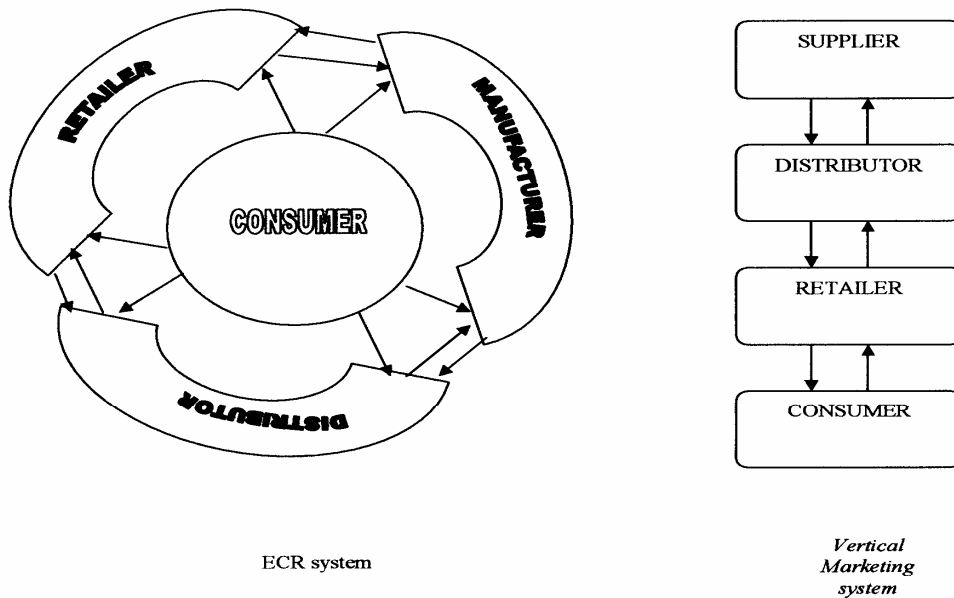 RETAILER
MANUFACTURER
CONSUMER
DISTRIBUTOR
ECR system
SUPPLIER
DISTRIBUTOR
RETAILER
CONSUMER
Vertical
Marketing
system